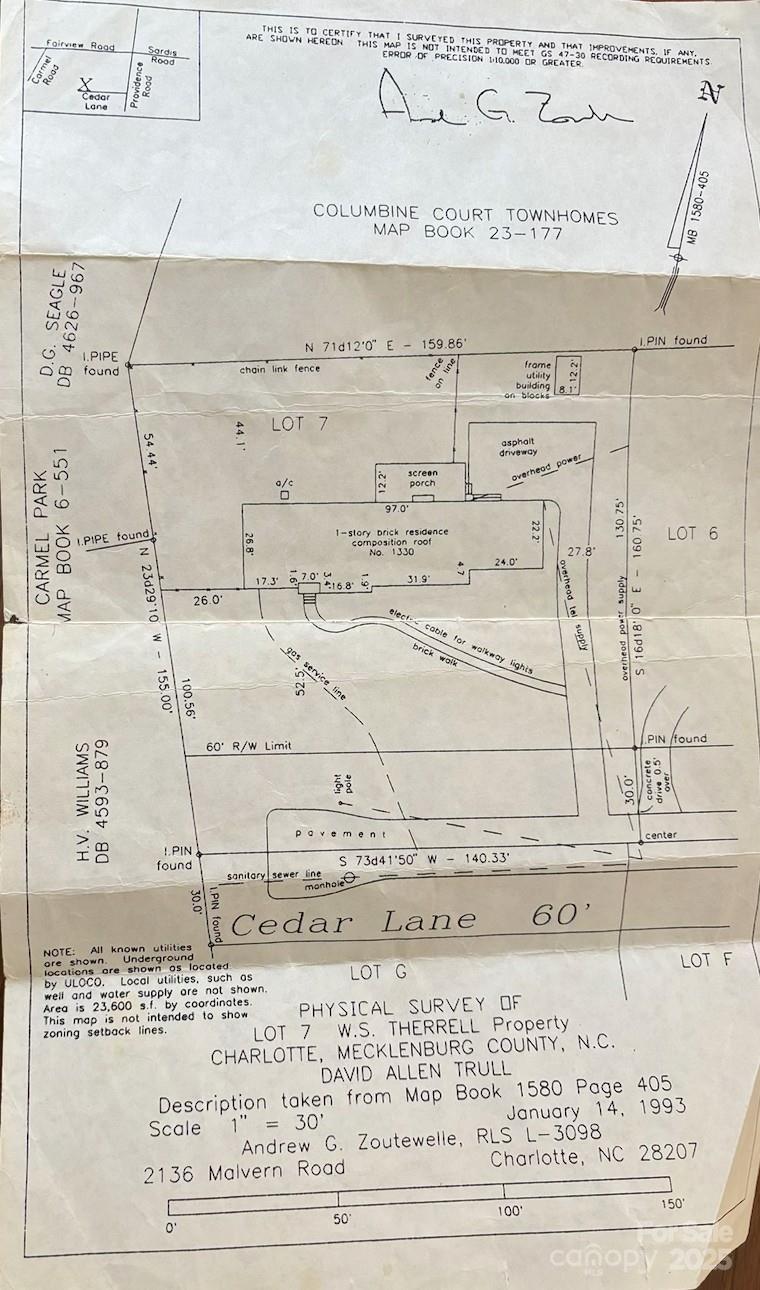 THIS IS TO CERTIFY THAT I SURVEYED THIS PROPERTY AND THAT IMPROVEMENTS, IF ANY,
ARE SHOWN HEREON THIS MAP IS NOT INTENDED TO MEET GS 47-30 RECORDING REQUIREMENTS
ERROR OF PRECISION 1:10,000 OR GREATER.
Fairview Road
Sardis
Road
Carmel
Road
Providence
Road
X
Cedar
Lane
N
MB 1580-405
COLUMBINE COURT TOWNHOMES
MAP BOOK 23-177
D.G. SEAGLE
DB 4626-967
I.PIPE
found
N 71d12'0" E - 159.86'
I.PIN found
chain link fence
fence
on line
frame
utility
building
on blocks
12.2'
8.1'
LOT 7
44.1'
54.44'
asphalt
driveway
overhead power
screen
porch
12.2'
a/c
97.0'
1-story brick residence
composition roof
No. 1330
26.8'
22.2'
27.8'
130.75'
S 16d18'0" E - 160.75'
LOT 6
CARMEL PARK
MAP BOOK 6-551
I.PIPE found
N 23d29'10" W - 155.00'
17.3'
1.6'
7.0'
3.4'
16.8'
1.9'
31.9'
4.7
24.0'
26.0'
overhead tel supply
overhead power supply
electric cable for walkway lights
brick walk
gas service line
52.5'
100.56'
60' R/W Limit
I.PIN found
H.V. WILLIAMS
DB 4593-879
light
pole
30.0'
concrete
drive 0.5'
over
pavement
center
I.PIN
found
S 73d41'50" W - 140.33'
sanitary sewer line
manhole
30.0'
I.PIN found
Cedar Lane 60'
NOTE: All known utilities
are shown. Underground
locations are shown as located
by ULOCO. Local utilities, such as
well and water supply are not shown.
Area is 23,600 s.f. by coordinates.
This map is not intended to show
zoning setback lines.
LOT G
LOT F
PHYSICAL SURVEY OF
LOT 7 W.S. THERRELL Property
CHARLOTTE, MECKLENBURG COUNTY, N.C.
DAVID ALLEN TRULL
Description taken from Map Book 1580 Page 405
Scale 1" = 30'
January 14, 1993
Andrew G. Zoutewelle, RLS L-3098
2136 Malvern Road
Charlotte, NC 28207
0'
50'
100'
150'
For Sale
canopy 2025
MLS